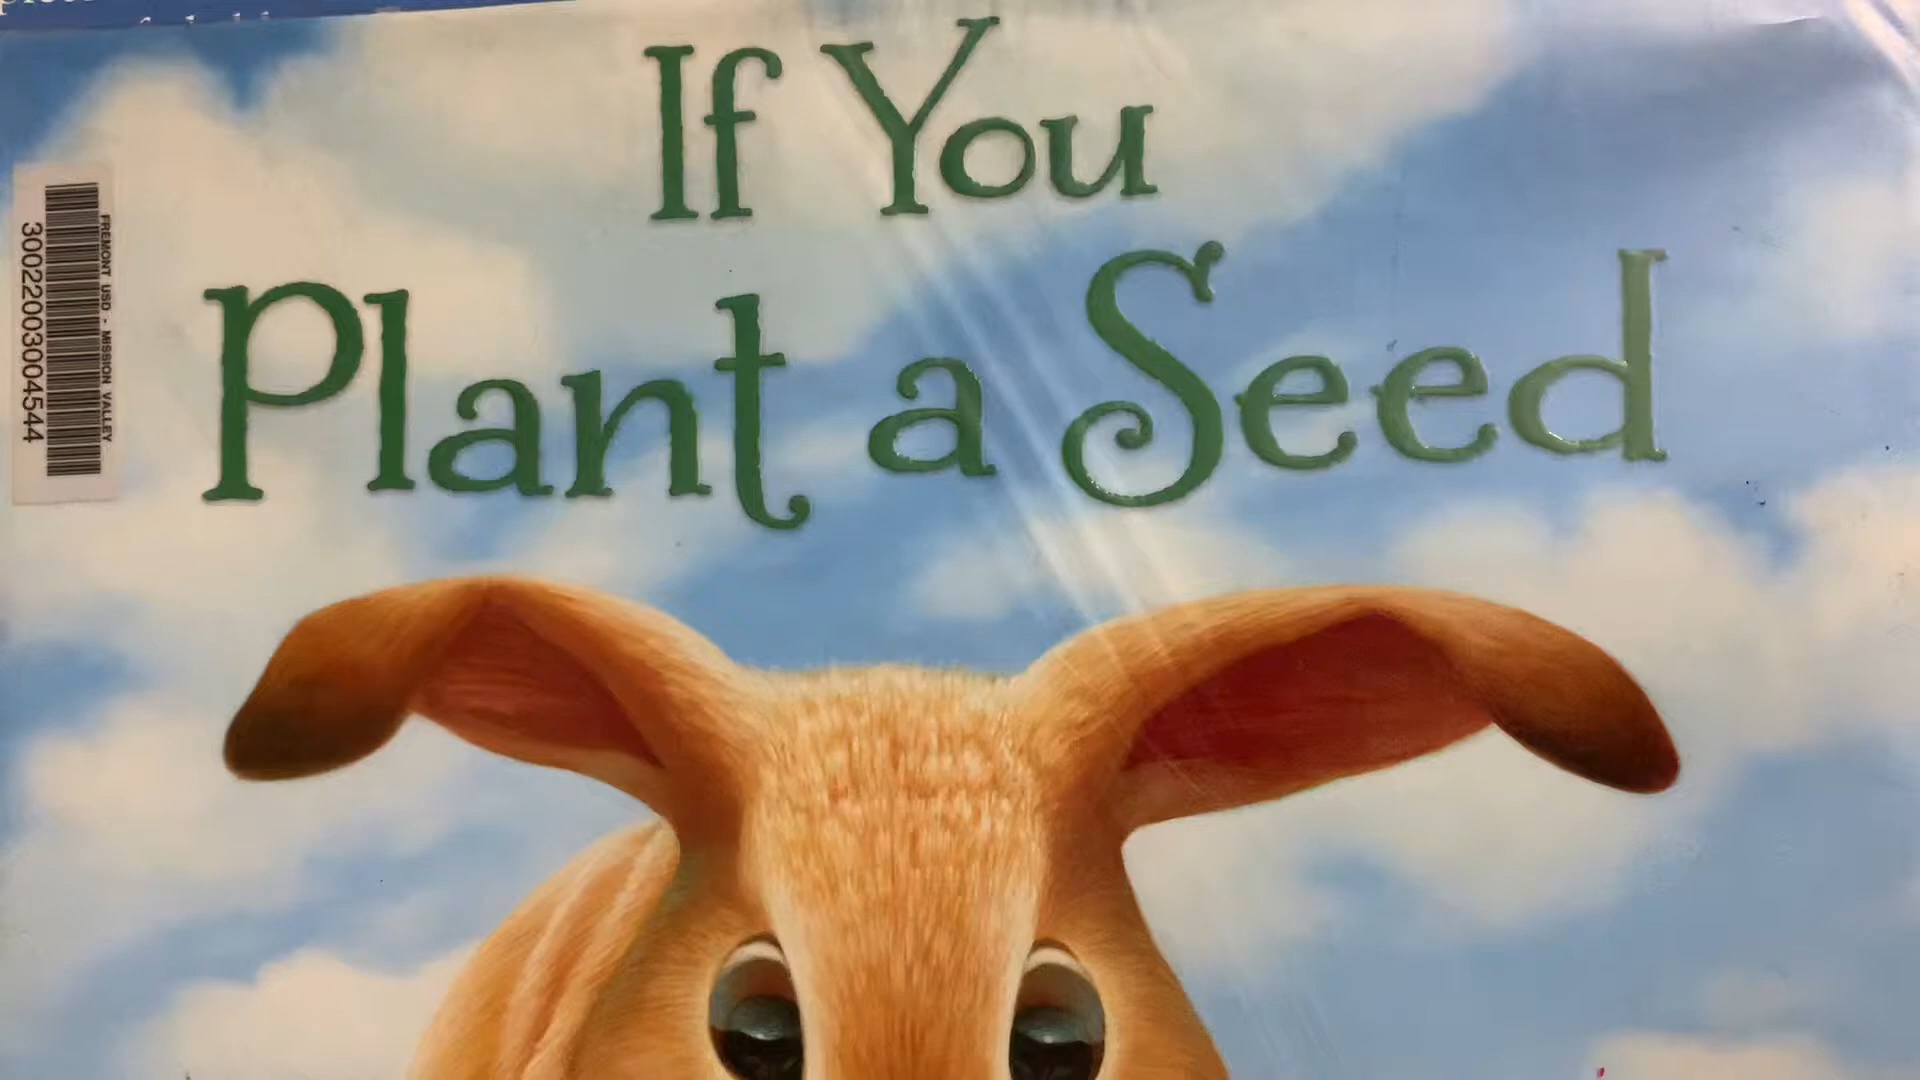 If You
Plant a Seed
FREMONT USD - MISSION VALLEY
30022003004544